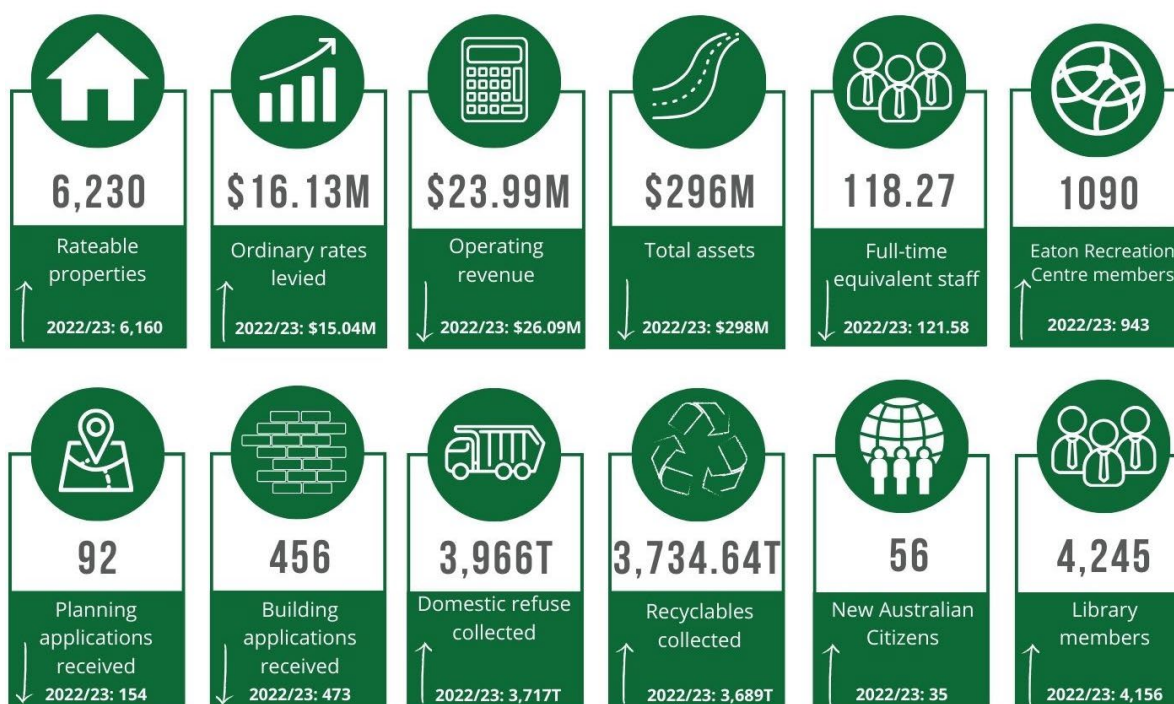 6,230
Rateable
properties
2022/23: 6,160
$16.13M
Ordinary rates
levied
2022/23: $15.04M
$23.99M
Operating
revenue
2022/23: $26.09M
$296M
Total assets
2022/23: $298M
118.27
Full-time
equivalent staff
2022/23: 121.58
1090
Eaton Recreation
Centre members
2022/23: 943
92
Planning
applications
received
2022/23: 154
456
Building
applications
received
2022/23: 473
3,966T
Domestic refuse
collected
2022/23: 3,717T
3,734.64T
Recyclables
collected
2022/23: 3,689T
56
New Australian
Citizens
2022/23: 35
4,245
Library
members
2022/23: 4,156